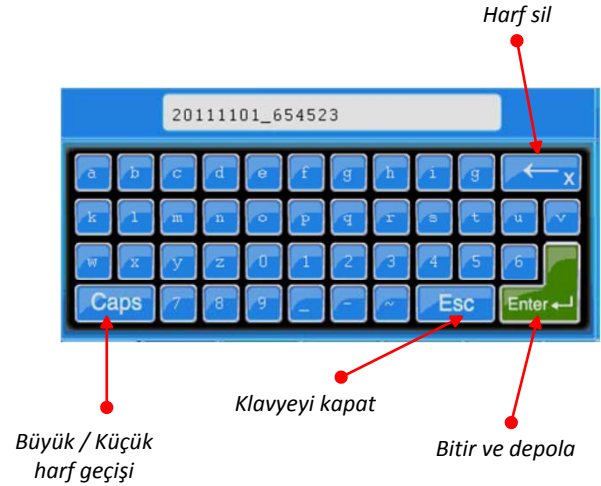 Harf sil
20111101_654523
a b c d e f g h i g ←x
k l m n o p q r s t u v
w x y z 0 1 2 3 4 5 6
Caps 7 8 9 _ - ~ Esc Enter
Klavyeyi kapat
Büyük / Küçük
harf geçişi
Bitir ve depola